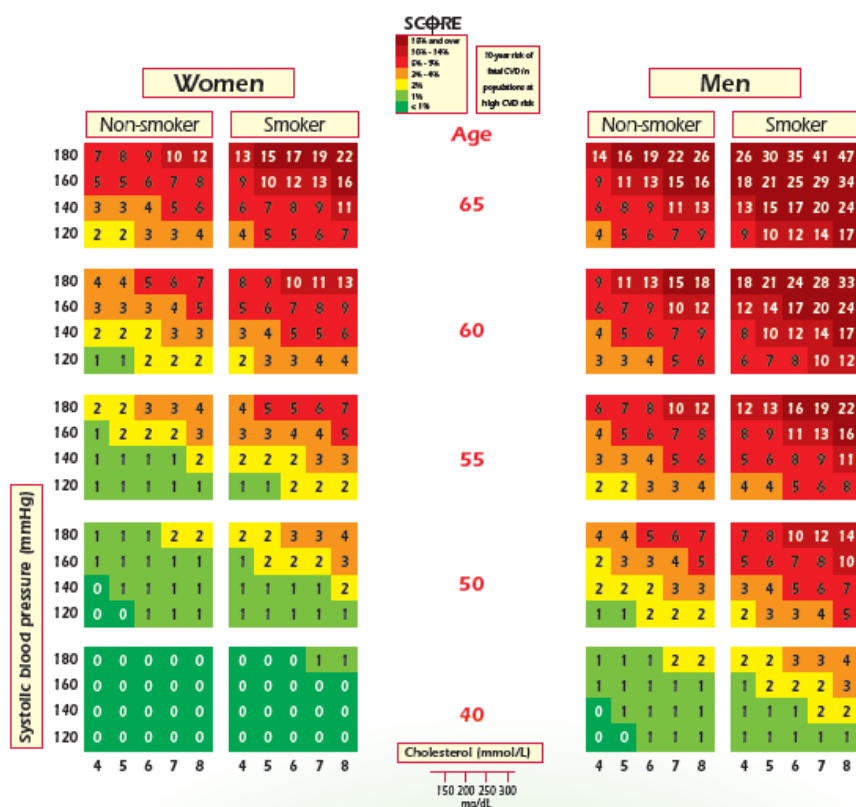 SCORE
15% and over
10% - 14%
5% - 9%
3% - 4%
2%
1%
< 1%
10-year risk of
fatal CVD in
populations at
high CVD risk
Women
Men
Non-smoker
Smoker
Age
Non-smoker
Smoker
180 7 8 9 10 12 13 15 17 19 22 14 16 19 22 26 26 30 35 41 47
160 5 5 6 7 8 9 10 12 13 16 9 11 13 15 16 18 21 25 29 34
65
140 3 3 4 5 6 6 7 8 9 11 6 8 9 11 13 13 15 17 20 24
120 2 2 3 3 4 4 5 5 6 7 4 5 6 7 9 9 10 12 14 17
180 4 4 5 6 7 8 9 10 11 13 9 11 13 15 18 18 21 24 28 33
160 3 3 3 4 5 5 6 7 8 9 6 7 9 10 12 12 14 17 20 24
60
140 2 2 2 3 3 3 4 5 5 6 4 5 6 7 9 8 10 12 14 17
120 1 1 2 2 2 2 3 3 4 4 3 3 4 5 6 6 7 8 10 12
180 2 2 3 3 4 4 5 5 6 7 6 7 8 10 12 12 13 16 19 22
160 1 2 2 2 3 3 3 4 4 5 4 5 6 7 8 8 9 11 13 16
55
140 1 1 1 1 2 2 2 2 3 3 3 3 4 5 6 5 6 8 9 11
120 1 1 1 1 1 1 1 2 2 2 2 2 3 3 4 4 4 5 6 8
180 1 1 1 2 2 2 2 3 3 4 4 4 5 6 7 7 8 10 12 14
160 1 1 1 1 1 1 2 2 2 3 2 3 3 4 5 5 6 7 8 10
50
140 0 1 1 1 1 1 1 1 1 2 2 2 2 3 3 3 4 5 6 7
120 0 0 1 1 1 1 1 1 1 1 1 1 2 2 2 2 3 3 4 5
180 0 0 0 0 0 0 0 0 1 1 1 1 1 2 2 2 2 3 3 4
160 0 0 0 0 0 0 0 0 0 0 1 1 1 1 1 1 2 2 2 3
40
140 0 0 0 0 0 0 0 0 0 0 0 1 1 1 1 1 1 1 2 2
120 0 0 0 0 0 0 0 0 0 0 0 0 1 1 1 1 1 1 1 1
4 5 6 7 8 4 5 6 7 8 4 5 6 7 8 4 5 6 7 8
Systolic blood pressure (mmHg)
Cholesterol (mmol/L)
150 200 250 300
mg/dL